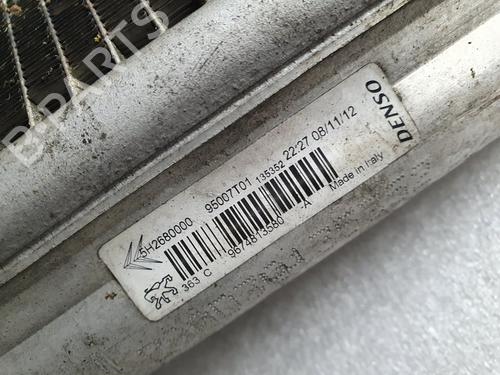 5H2680000 95007T01 135352 22:27 08/11/12
DENSO
363 C 9674813580 A Made in Italy
B-PARTS